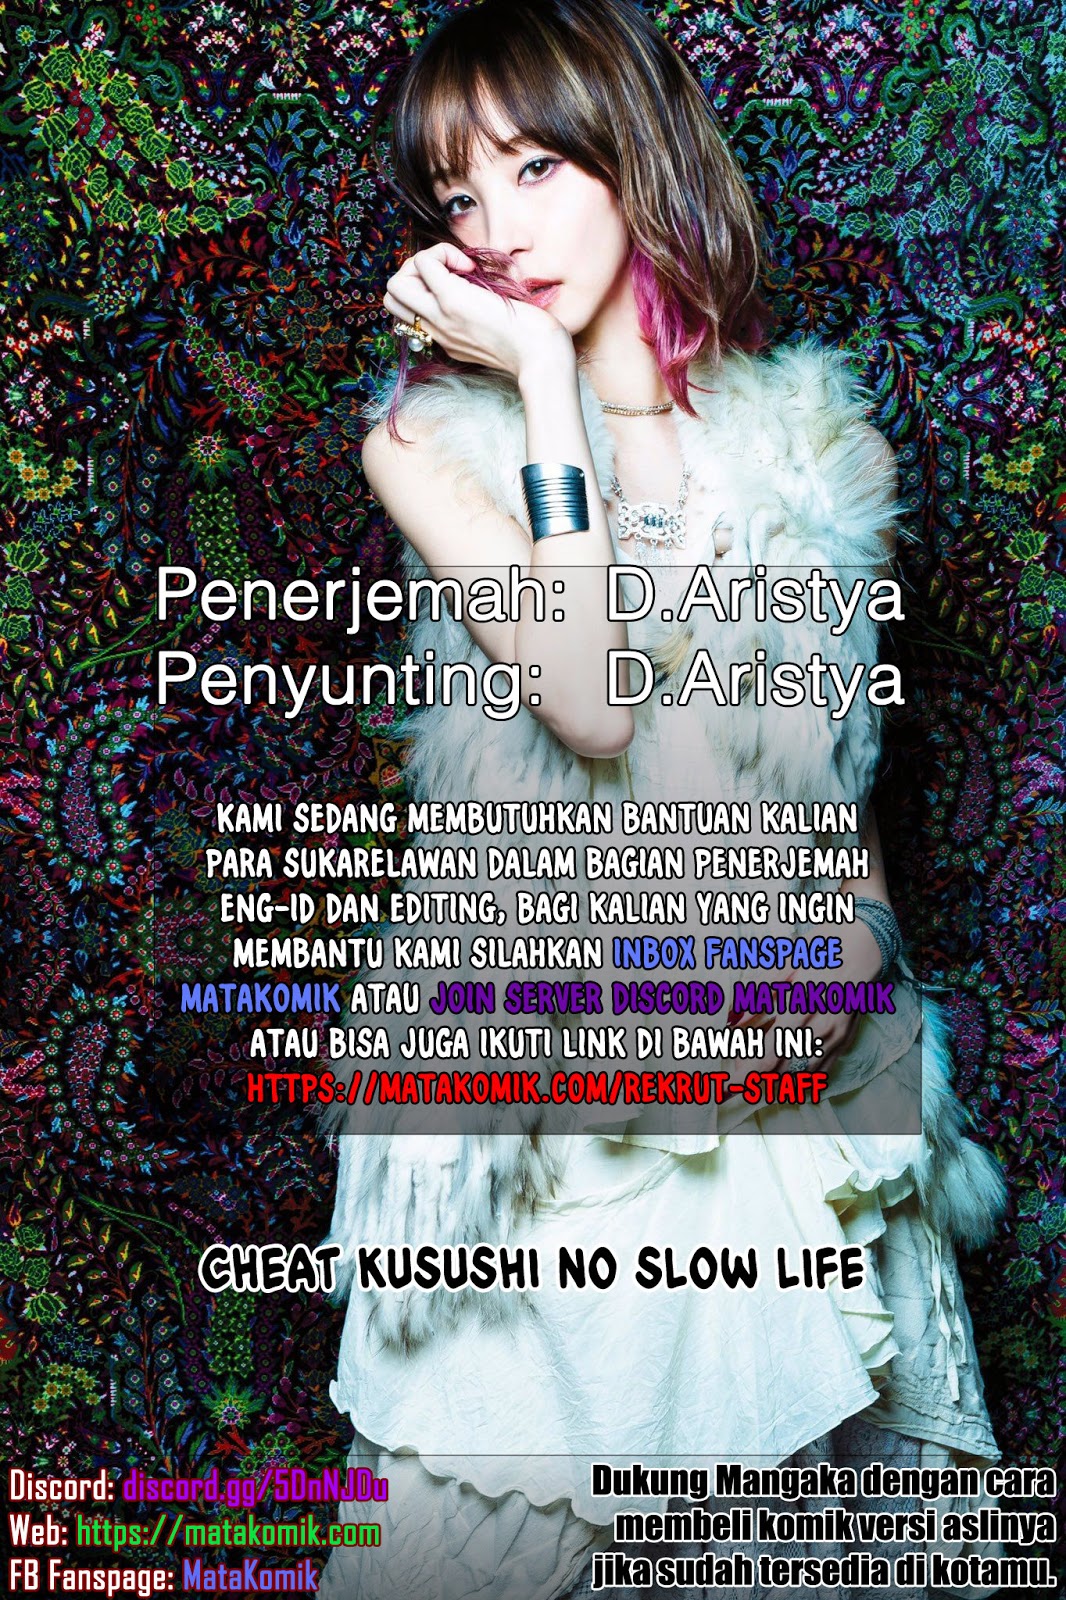 Penerjemah: D.Aristya
Penyunting: D.Aristya
KAMI SEDANG MEMBUTUHKAN BANTUAN KALIAN
PARA SUKARELAWAN DALAM BAGIAN PENERJEMAH
ENG-ID DAN EDITING, BAGI KALIAN YANG INGIN
MEMBANTU KAMI SILAHKAN INBOX FANSPAGE
MATAKOMIK ATAU JOIN SERVER DISCORD MATAKOMIK
ATAU BISA JUGA IKUTI LINK DI BAWAH INI:
HTTPS://MATAKOMIK.COM/REKRUT-STAFF
CHEAT KUSUSHI NO SLOW LIFE
Discord: discord.gg/5DnNJDu
Web: https://matakomik.com
FB Fanspage: MataKomik
Dukung Mangaka dengan cara
membeli komik versi aslinya
jika sudah tersedia di kotamu.